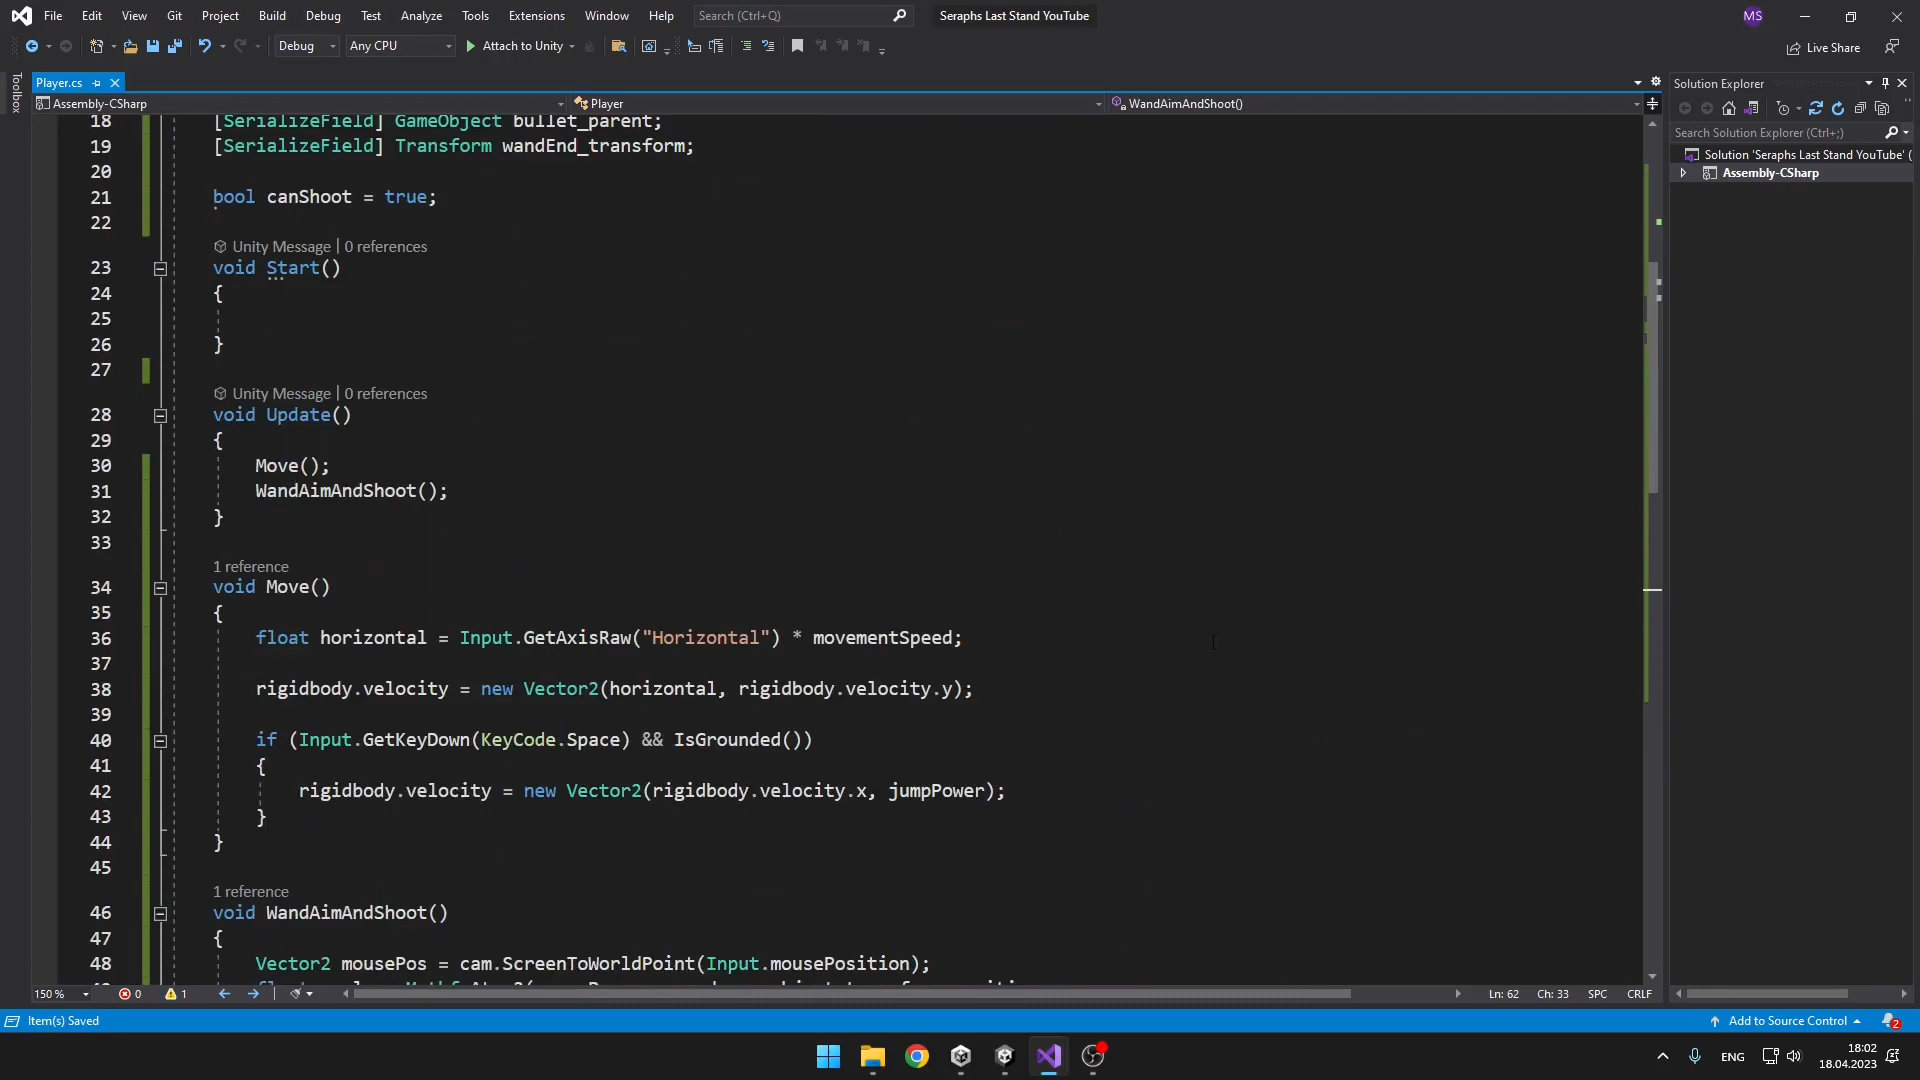 File Edit View Git Project Build Debug Test Analyze Tools Extensions Window Help Search (Ctrl+Q) Seraphs Last Stand YouTube MS
Debug Any CPU Attach to Unity Live Share
Toolbox
Player.cs
Assembly-CSharp Player WandAimAndShoot()
18 [SerializeField] GameObject bullet_parent;
19 [SerializeField] Transform wandEnd_transform;
20
21 bool canShoot = true;
22
Unity Message | 0 references
23 void Start()
24 {
25
26 }
27
Unity Message | 0 references
28 void Update()
29 {
30 Move();
31 WandAimAndShoot();
32 }
33
1 reference
34 void Move()
35 {
36 float horizontal = Input.GetAxisRaw("Horizontal") * movementSpeed;
37
38 rigidbody.velocity = new Vector2(horizontal, rigidbody.velocity.y);
39
40 if (Input.GetKeyDown(KeyCode.Space) && IsGrounded())
41 {
42 rigidbody.velocity = new Vector2(rigidbody.velocity.x, jumpPower);
43 }
44 }
45
1 reference
46 void WandAimAndShoot()
47 {
48 Vector2 mousePos = cam.ScreenToWorldPoint(Input.mousePosition);
150 % 0 1 Ln: 62 Ch: 33 SPC CRLF
Solution Explorer
Search Solution Explorer (Ctrl+;)
Solution 'Seraphs Last Stand YouTube' (
Assembly-CSharp
Item(s) Saved Add to Source Control 2
ENG 18:02
18.04.2023